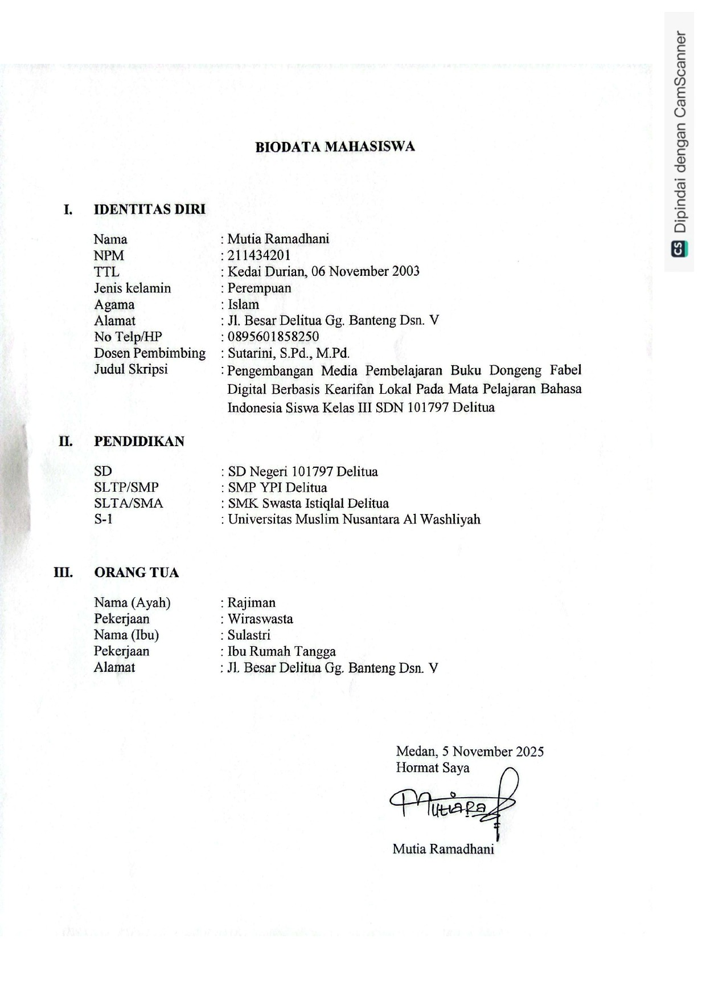 BIODATA MAHASISWA
I. IDENTITAS DIRI
Nama : Mutia Ramadhani
NPM : 211434201
TTL : Kedai Durian, 06 November 2003
Jenis kelamin : Perempuan
Agama : Islam
Alamat : Jl. Besar Delitua Gg. Banteng Dsn. V
No Telp/HP : 0895601858250
Dosen Pembimbing : Sutarini, S.Pd., M.Pd.
Judul Skripsi : Pengembangan Media Pembelajaran Buku Dongeng Fabel
Digital Berbasis Kearifan Lokal Pada Mata Pelajaran Bahasa
Indonesia Siswa Kelas III SDN 101797 Delitua
II. PENDIDIKAN
SD : SD Negeri 101797 Delitua
SLTP/SMP : SMP YPI Delitua
SLTA/SMA : SMK Swasta Istiqlal Delitua
S-1 : Universitas Muslim Nusantara Al Washliyah
III. ORANG TUA
Nama (Ayah) : Rajiman
Pekerjaan : Wiraswasta
Nama (Ibu) : Sulastri
Pekerjaan : Ibu Rumah Tangga
Alamat : Jl. Besar Delitua Gg. Banteng Dsn. V
Medan, 5 November 2025
Hormat Saya
Mutiara
Mutia Ramadhani
CS Dipindai dengan CamScanner